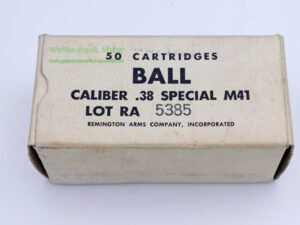 50 CARTRIDGES
BALL
CALIBER .38 SPECIAL M41
LOT RA 5385
REMINGTON ARMS COMPANY, INCORPORATED